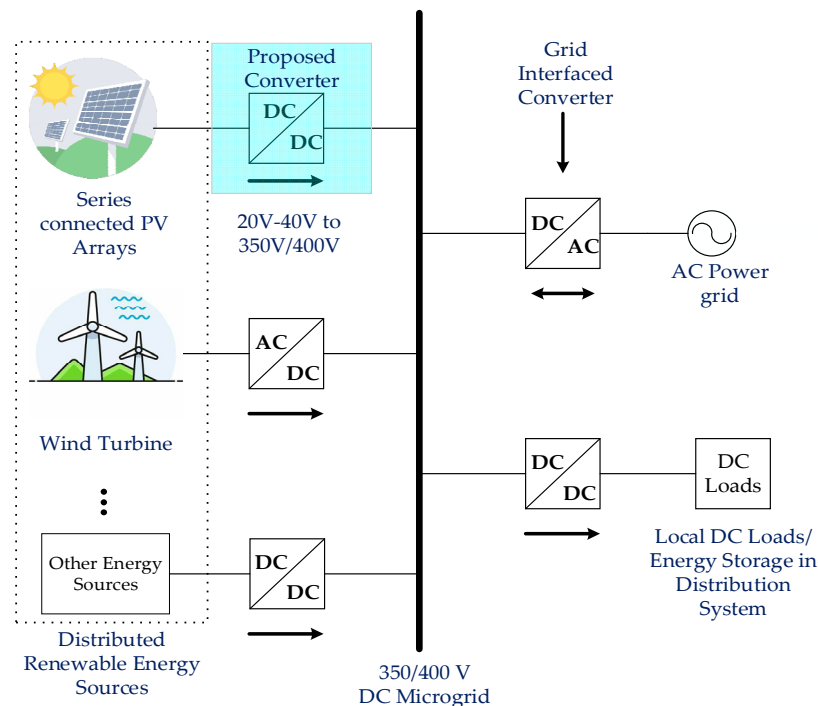 Proposed
Converter
DC
DC
Series
connected PV
Arrays
20V-40V to
350V/400V
AC
DC
Wind Turbine
Other Energy
Sources
DC
DC
Distributed
Renewable Energy
Sources
350/400 V
DC Microgrid
Grid
Interfaced
Converter
DC
AC
AC Power
grid
DC
DC
DC
Loads
Local DC Loads/
Energy Storage in
Distribution
System